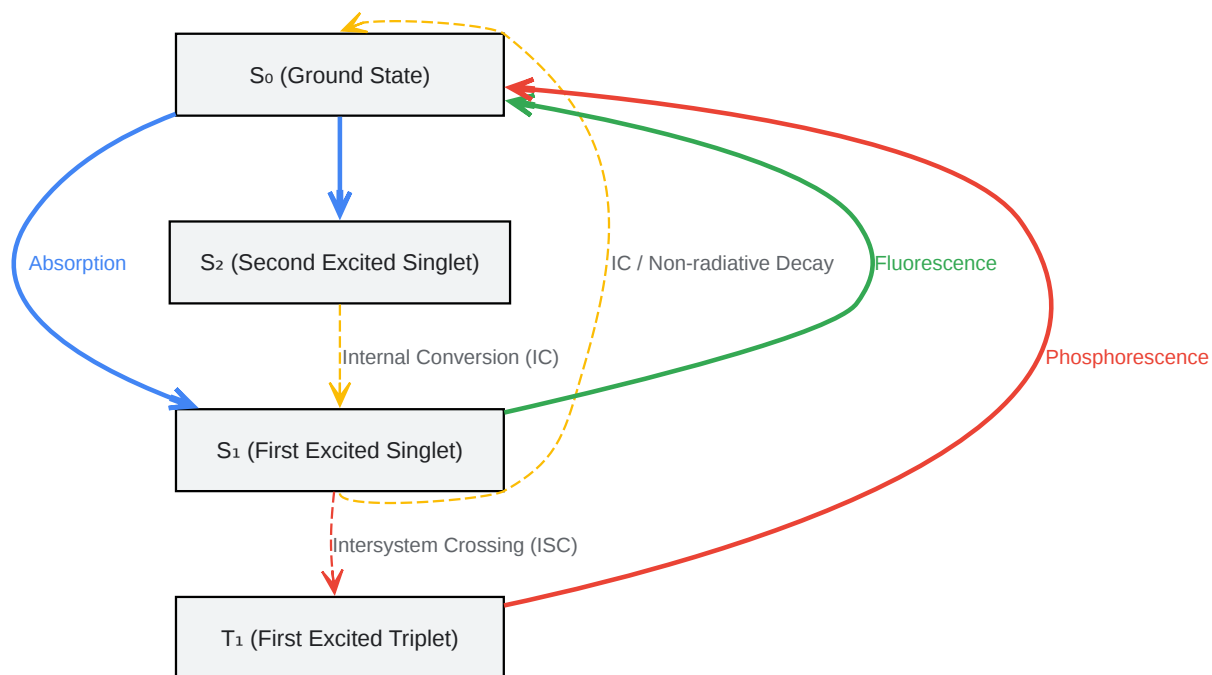 S₀ (Ground State)
S₂ (Second Excited Singlet)
Absorption
IC / Non-radiative Decay
Fluorescence
Internal Conversion (IC)
Phosphorescence
S₁ (First Excited Singlet)
Intersystem Crossing (ISC)
T₁ (First Excited Triplet)